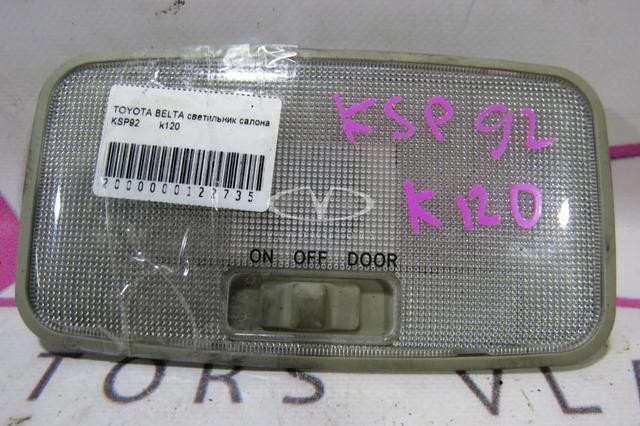 TOYOTA BELTA светильник салона
KSP92 k120
2000000122735
KSP 92
K120
ON OFF DOOR
TORS VL